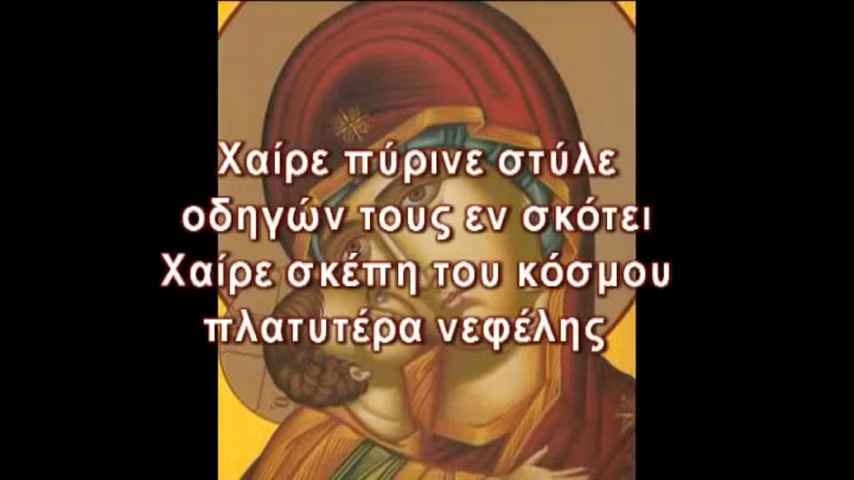 Χαίρε πύρινε στύλε
οδηγών τους εν σκότει
Χαίρε σκέπη του κόσμου
πλατυτέρα νεφέλης